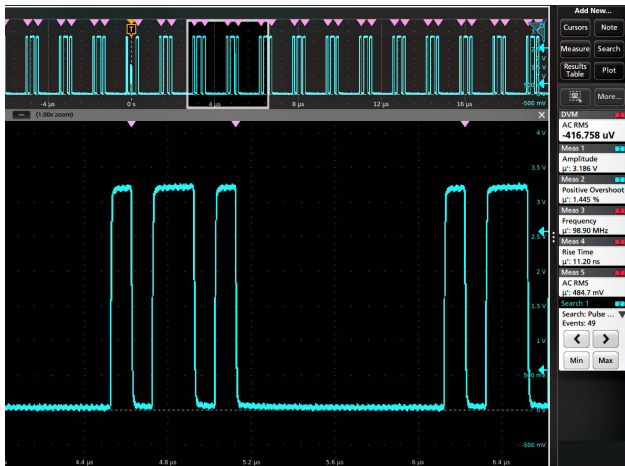 Add New...
Cursors
Note
Measure
Search
Results Table
Plot
More...
T
-4 µs
0 s
4 µs
8 µs
12 µs
16 µs
-500 mV
(1.00x zoom)
4 V
3.5 V
3 V
2.5 V
2 V
1.5 V
1 V
500 mV
0 V
-500 mV
4.4 µs
4.8 µs
5.2 µs
5.6 µs
6 µs
6.4 µs
DVM
AC RMS
-416.758 uV
Meas 1
Amplitude
µ': 3.186 V
Meas 2
Positive Overshoot
µ': 1.445 %
Meas 3
Frequency
µ': 98.90 MHz
Meas 4
Rise Time
µ': 11.20 ns
Meas 5
AC RMS
µ': 484.7 mV
Search 1
Search: Pulse ...
Events: 49
Min
Max